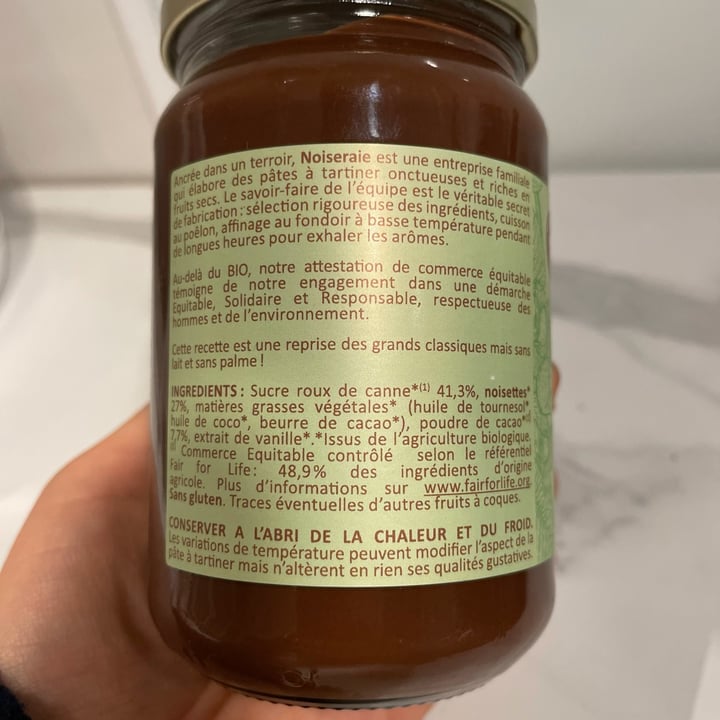 Ancrée dans un terroir, Noiseraie est une entreprise familiale
qui élabore des pâtes à tartiner onctueuses et riches en
fruits secs. Le savoir-faire de l'équipe est le véritable secret
de fabrication : sélection rigoureuse des ingrédients, cuisson
au poêlon, affinage au fondoir à basse température pendant
de longues heures pour exhaler les arômes.
Au-delà du BIO, notre attestation de commerce équitable
témoigne de notre engagement dans une démarche
Equitable, Solidaire et Responsable, respectueuse des
hommes et de l'environnement.
Cette recette est une reprise des grands classiques mais sans
lait et sans palme !
INGREDIENTS : Sucre roux de canne*(1) 41,3%, noisettes*
27%, matières grasses végétales* (huile de tournesol*,
huile de coco*, beurre de cacao*), poudre de cacao*(1)
7,7%, extrait de vanille*.*Issus de l'agriculture biologique.
(1) Commerce Equitable contrôlé selon le référentiel
Fair for Life : 48,9% des ingrédients d'origine
agricole. Plus d'informations sur www.fairforlife.org.
Sans gluten. Traces éventuelles d'autres fruits à coques.
CONSERVER A L'ABRI DE LA CHALEUR ET DU FROID.
Les variations de température peuvent modifier l'aspect de la
pâte à tartiner mais n'altèrent en rien ses qualités gustatives.